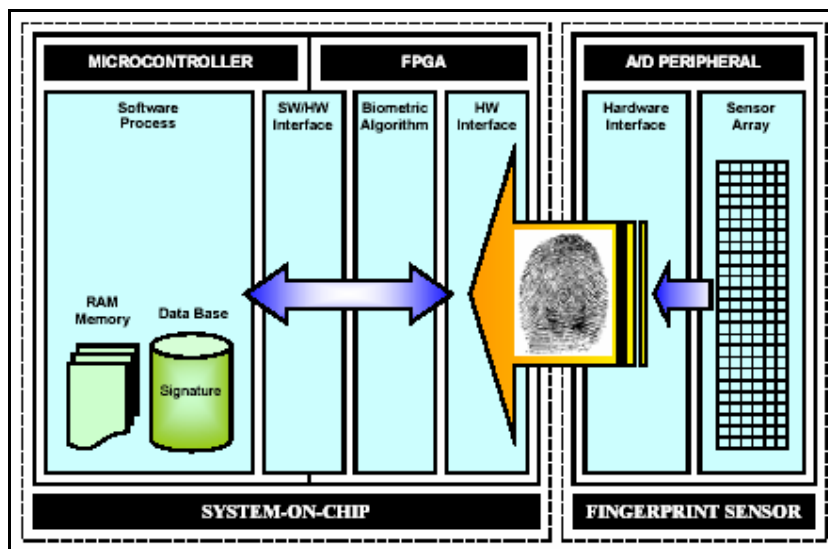 MICROCONTROLLER
FPGA
A/D PERIPHERAL
Software
Process
SW/HW
Interface
Biometric
Algorithm
HW
Interface
Hardware
Interface
Sensor
Array
RAM
Memory
Data Base
Signature
SYSTEM-ON-CHIP
FINGERPRINT SENSOR